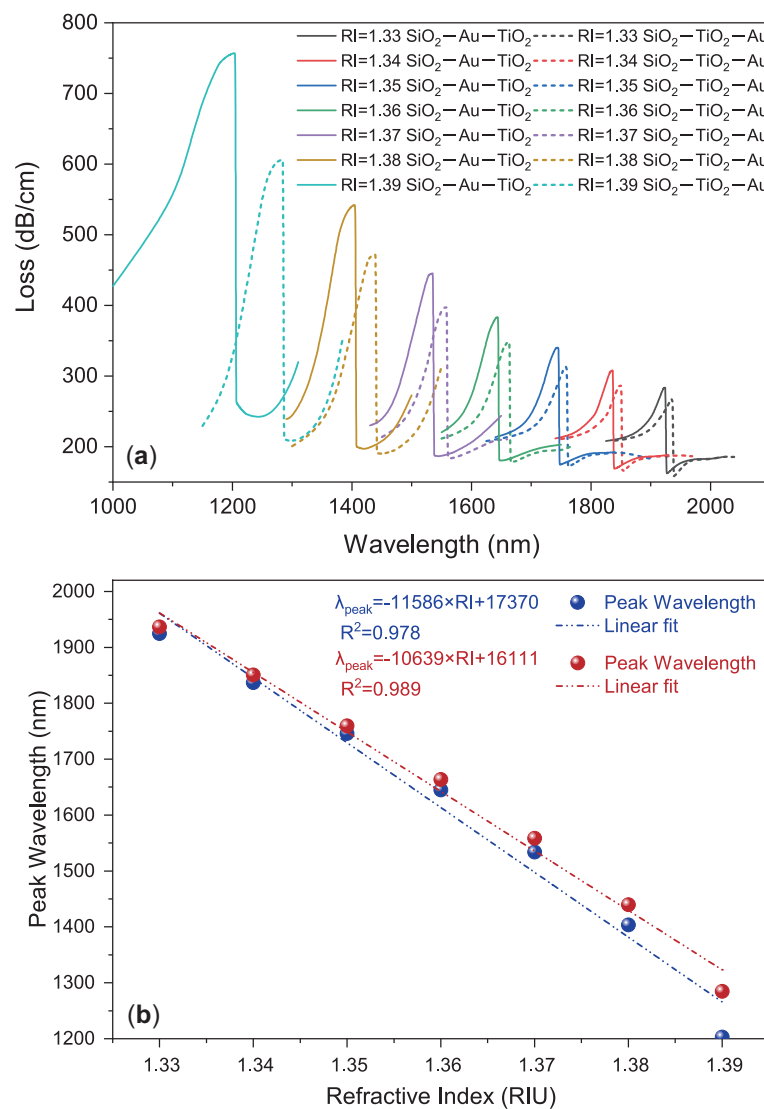 800
750
700
650
600
550
500
450
400
350
300
250
200
Loss (dB/cm)
RI=1.33 SiO₂—Au—TiO₂ RI=1.33 SiO₂—TiO₂—Au
RI=1.34 SiO₂—Au—TiO₂ RI=1.34 SiO₂—TiO₂—Au
RI=1.35 SiO₂—Au—TiO₂ RI=1.35 SiO₂—TiO₂—Au
RI=1.36 SiO₂—Au—TiO₂ RI=1.36 SiO₂—TiO₂—Au
RI=1.37 SiO₂—Au—TiO₂ RI=1.37 SiO₂—TiO₂—Au
RI=1.38 SiO₂—Au—TiO₂ RI=1.38 SiO₂—TiO₂—Au
RI=1.39 SiO₂—Au—TiO₂ RI=1.39 SiO₂—TiO₂—Au
(a)
1000 1200 1400 1600 1800 2000
Wavelength (nm)
2000
1900
1800
1700
1600
1500
1400
1300
1200
Peak Wavelength (nm)
λpeak=-11586×RI+17370 Peak Wavelength
R²=0.978 Linear fit
λpeak=-10639×RI+16111 Peak Wavelength
R²=0.989 Linear fit
(b)
1.33 1.34 1.35 1.36 1.37 1.38 1.39
Refractive Index (RIU)